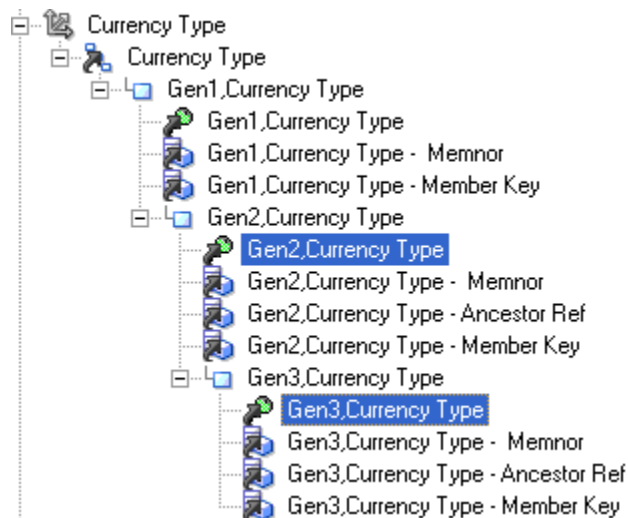 Currency Type
Currency Type
Gen1,Currency Type
Gen1,Currency Type
Gen1,Currency Type - Memnor
Gen1,Currency Type - Member Key
Gen2,Currency Type
Gen2,Currency Type
Gen2,Currency Type - Memnor
Gen2,Currency Type - Ancestor Ref
Gen2,Currency Type - Member Key
Gen3,Currency Type
Gen3,Currency Type
Gen3,Currency Type - Memnor
Gen3,Currency Type - Ancestor Ref
Gen3,Currency Type - Member Key